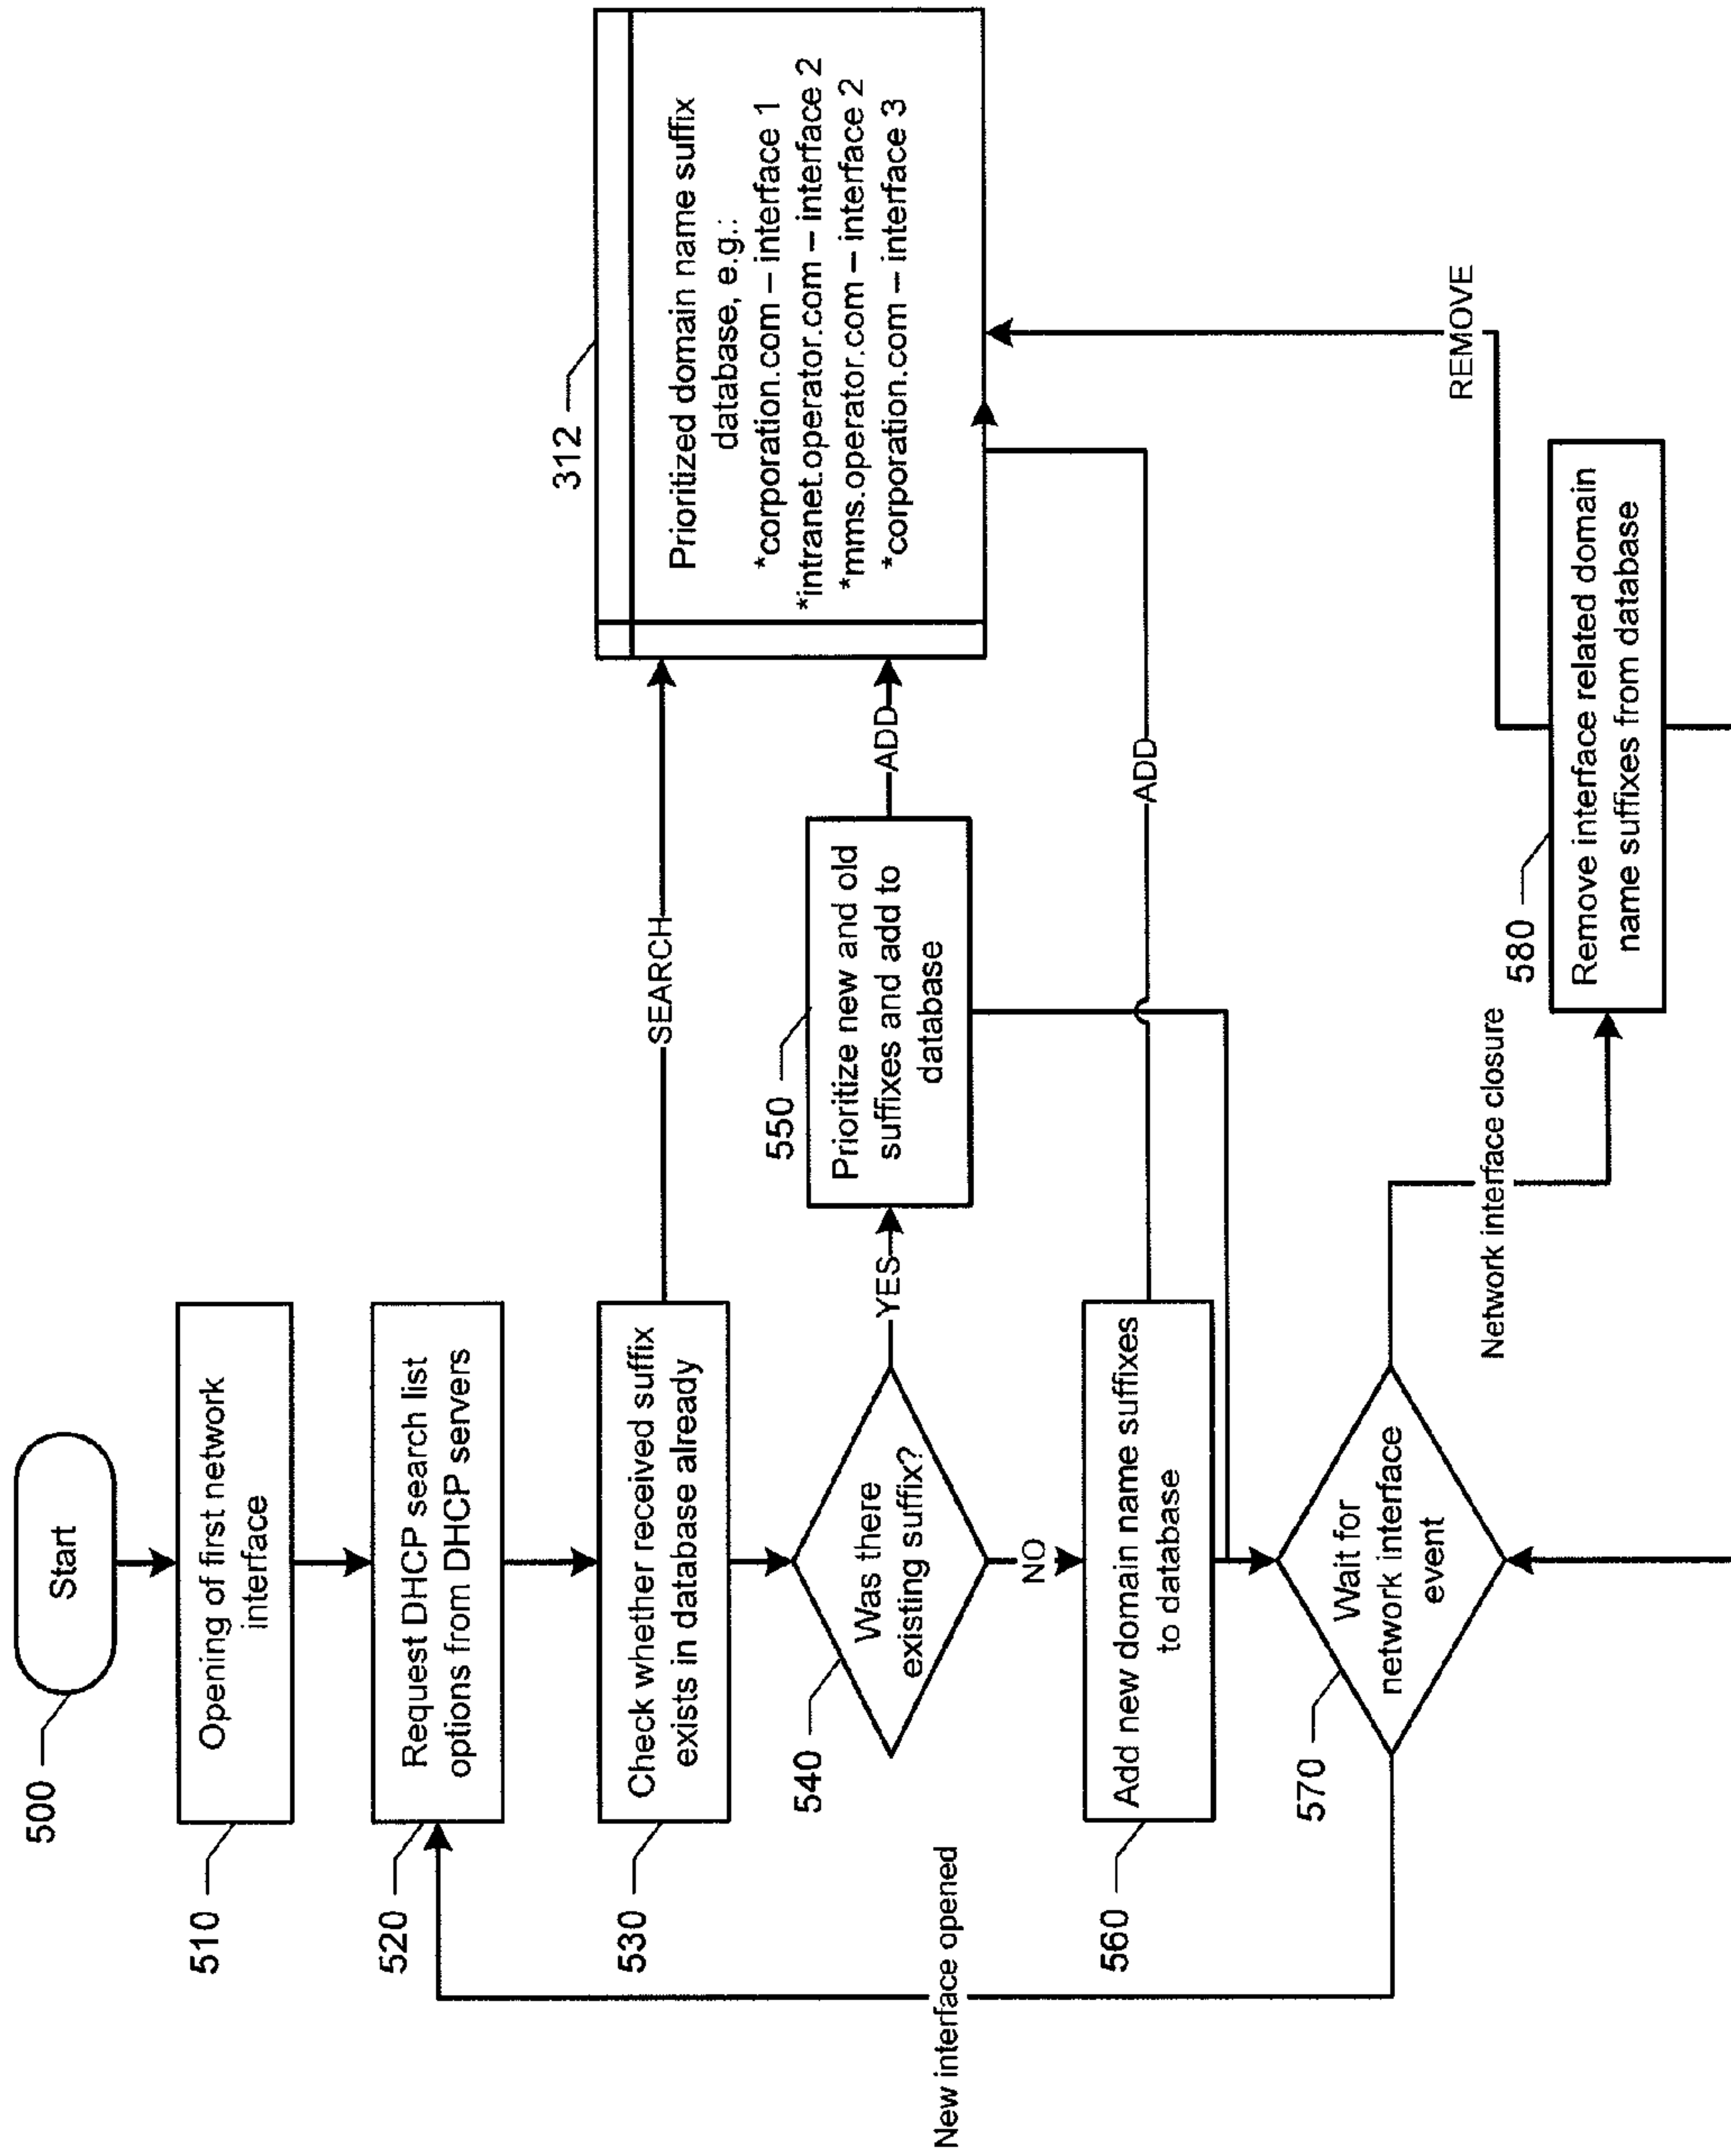 500
Start
510
Opening of first network
interface
520
Request DHCP search list
options from DHCP servers
530
Check whether received suffix
exists in database already
SEARCH
312
Prioritized domain name suffix
database, e.g.:
*corporation.com – interface 1
*intranet.operator.com – interface 2
*mms.operator.com – interface 2
*corporation.com – interface 3
540
Was there
existing suffix?
YES
550
Prioritize new and old
suffixes and add to
database
ADD
NO
560
Add new domain name suffixes
to database
ADD
570
Wait for
network interface
event
New interface opened
Network interface closure
580
Remove interface related domain
name suffixes from database
REMOVE